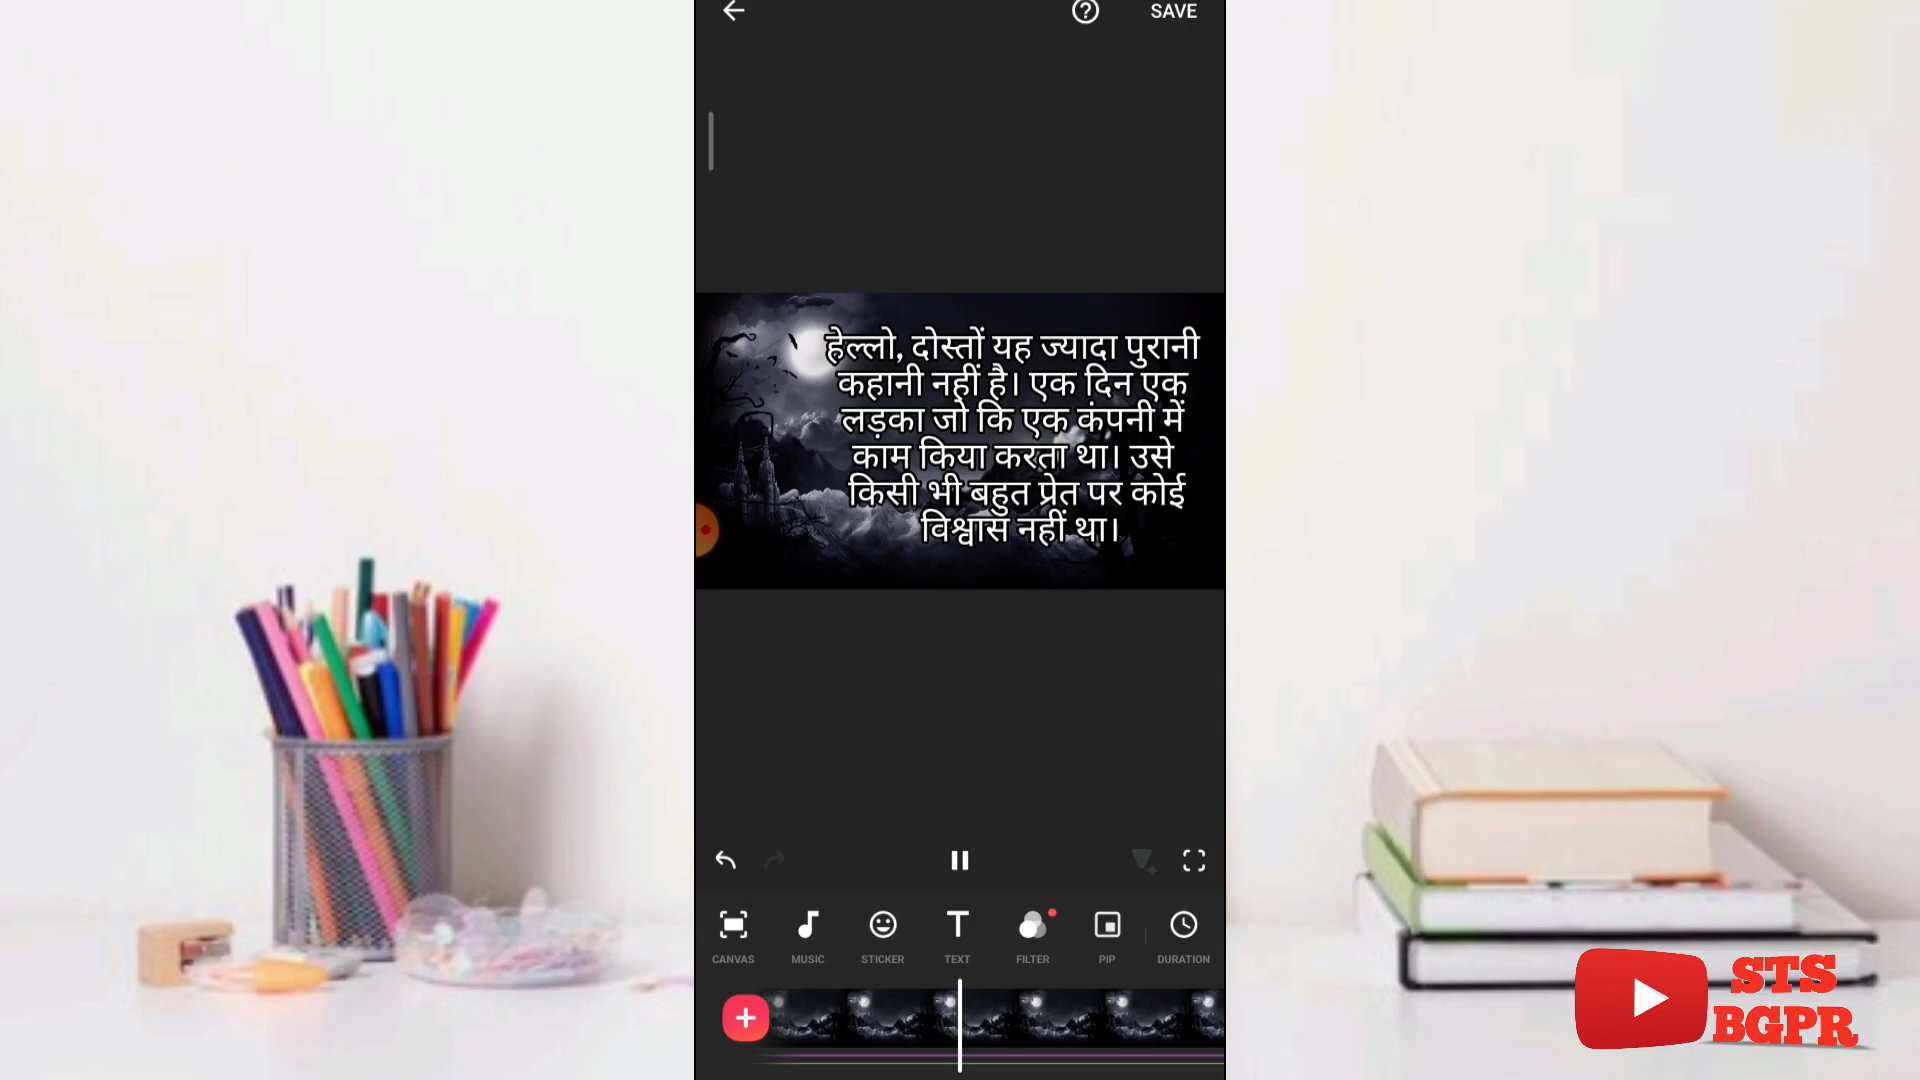 SAVE
हेल्लो, दोस्तों यह ज्यादा पुरानी
कहानी नहीं है। एक दिन एक
लड़का जो कि एक कंपनी में
काम किया करता था। उसे
किसी भी बहुत प्रेत पर कोई
विश्वास नहीं था।
CANVAS MUSIC STICKER TEXT FILTER PIP DURATION
STS
BGPR